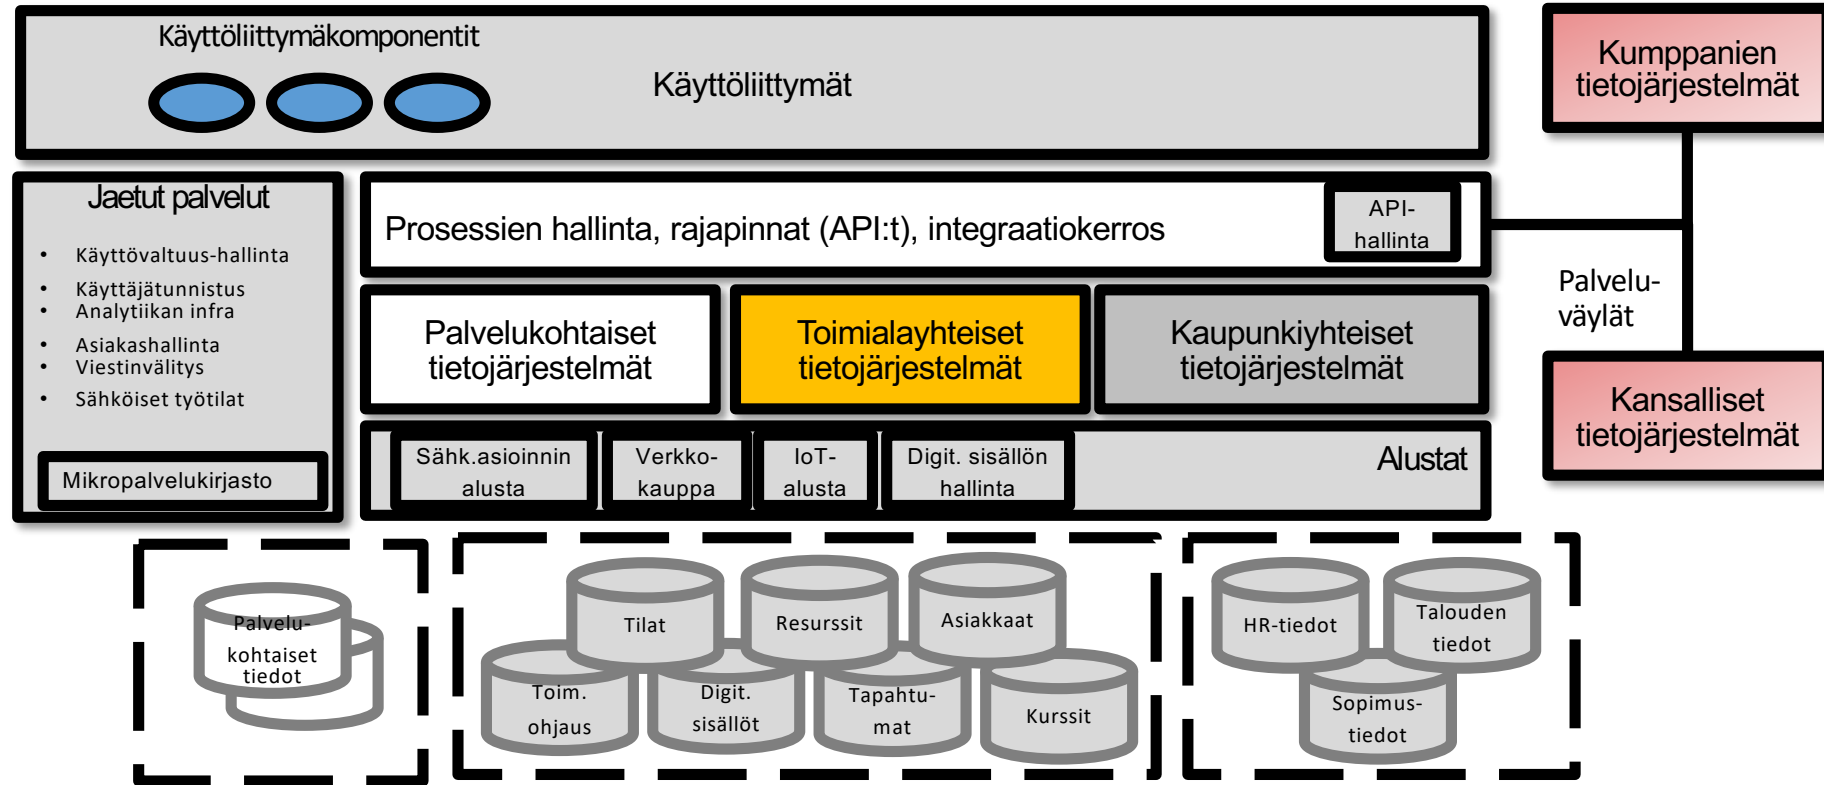 Käyttöliittymäkomponentit
Käyttöliittymät
Kumppanien
tietojärjestelmät
Jaetut palvelut
• Käyttövaltuus-hallinta
• Käyttäjätunnistus
• Analytiikan infra
• Asiakashallinta
• Viestinvälitys
• Sähköiset työtilat
Mikropalvelukirjasto
Prosessien hallinta, rajapinnat (API:t), integraatiokerros
API-
hallinta
Palvelu-
väylät
Palvelukohtaiset
tietojärjestelmät
Toimialayhteiset
tietojärjestelmät
Kaupunkiyhteiset
tietojärjestelmät
Kansalliset
tietojärjestelmät
Sähk.asioinnin
alusta
Verkko-
kauppa
IoT-
alusta
Digit. sisällön
hallinta
Alustat
Palvelu-
kohtaiset
tiedot
Tilat
Resurssit
Asiakkaat
Toim.
ohjaus
Digit.
sisällöt
Tapahtu-
mat
Kurssit
HR-tiedot
Talouden
tiedot
Sopimus-
tiedot